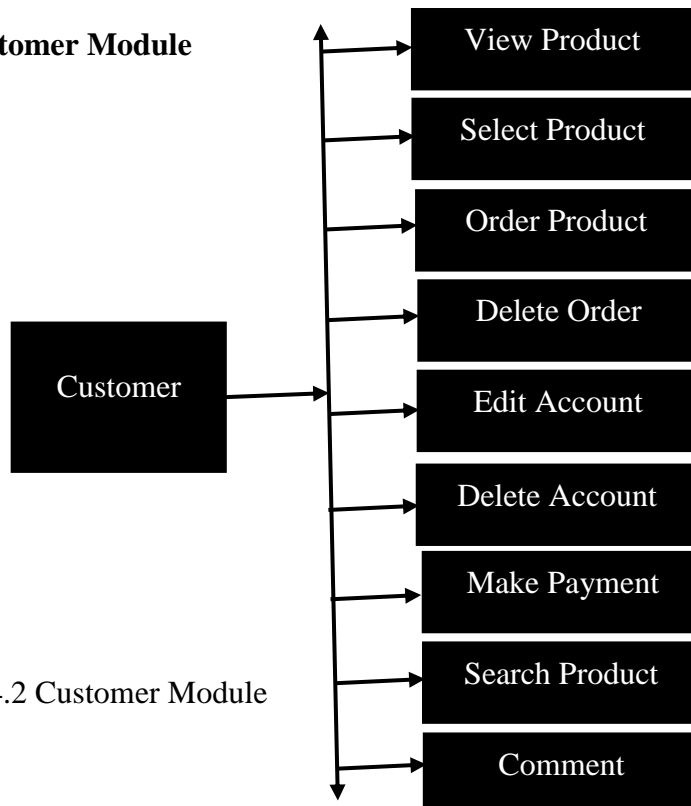 tomer Module
View Product
Select Product
Order Product
Delete Order
Customer
Edit Account
Delete Account
Make Payment
Search Product
.2 Customer Module
Comment